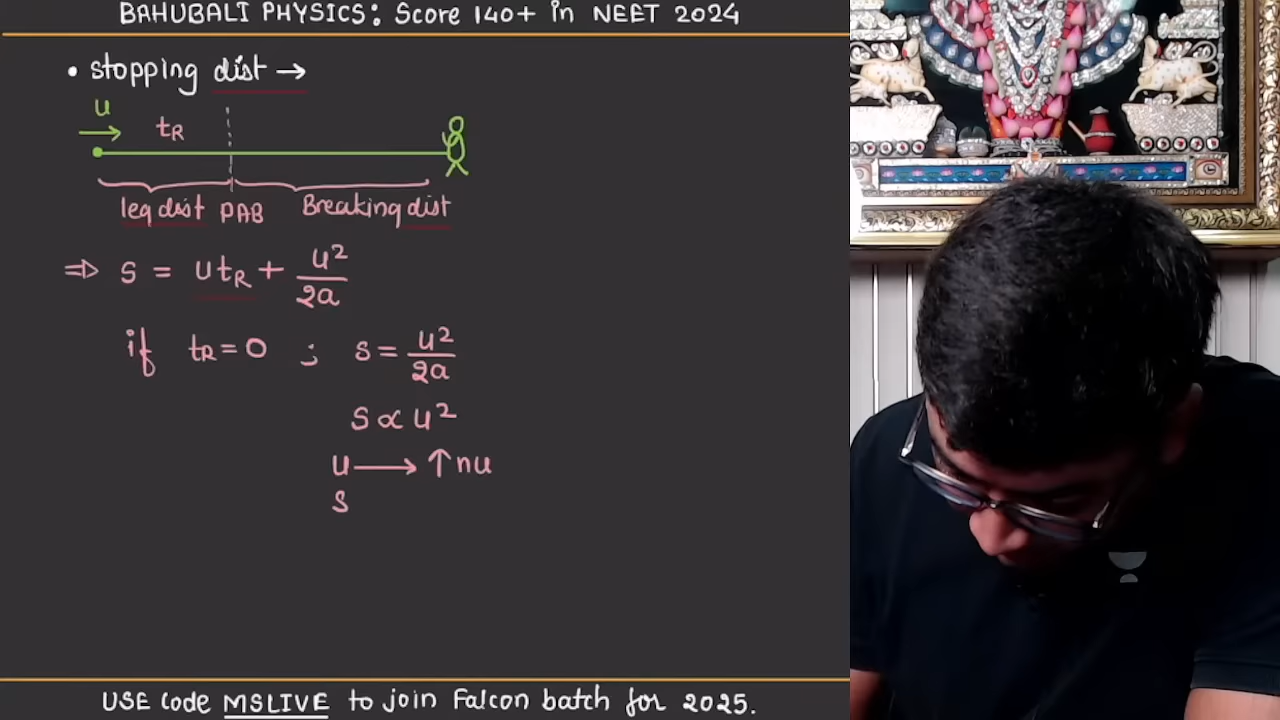 BAHUBALI PHYSICS: Score 140+ in NEET 2024
• stopping dist →
u
tR
leg dist PAB Breaking dist
⇒ s = utR + u²/2a
if tR = 0 ; s = u²/2a
s ∝ u²
u ⟶ ↑ nu
s
USE Code MSLIVE to join Falcon batch for 2025.